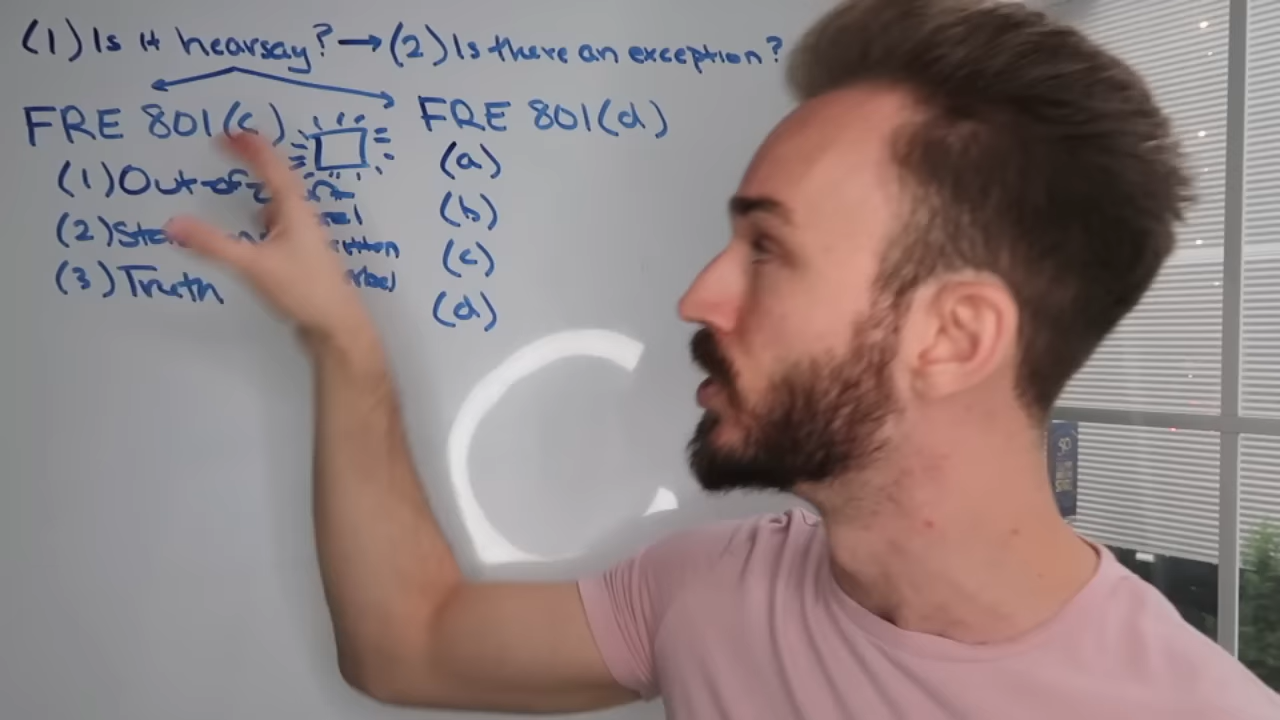 (1) Is it hearsay? → (2) Is there an exception?
FRE 801(c)
(1) Out-of-
(2)
(3) Truth
FRE 801(d)
(a)
(b)
(c)
(d)